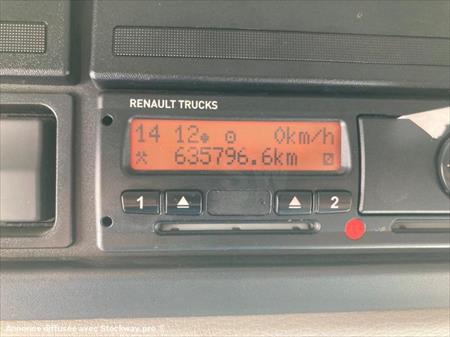 RENAULT TRUCKS
14 12 0km/h
635796.6km
1 2
Annonce diffusée avec Stockway.pro ©